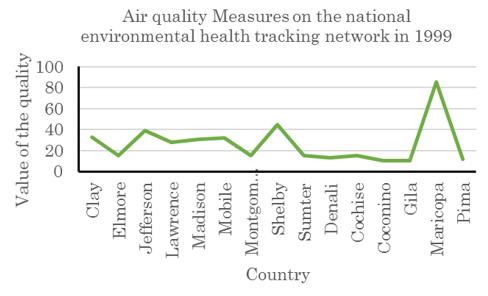 Air quality Measures on the national
environmental health tracking network in 1999
Value of the quality
100
80
60
40
20
0
Clay
Elmore
Jefferson
Lawrence
Madison
Mobile
Montgom...
Shelby
Sumter
Denali
Cochise
Coconino
Gila
Maricopa
Pima
Country